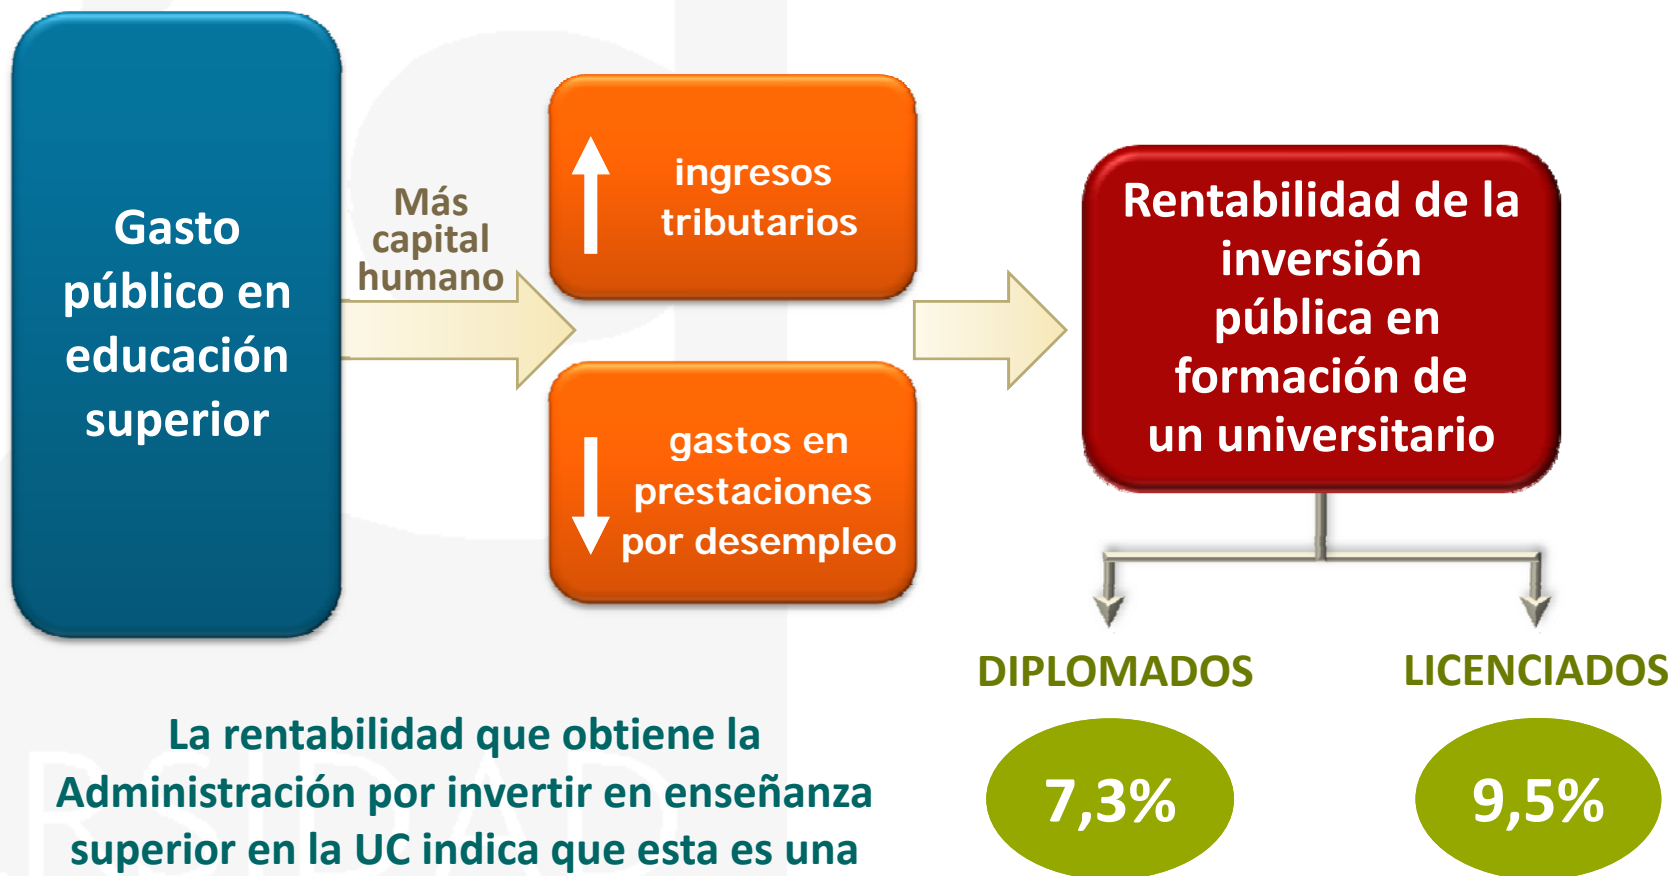 Gasto
público en
educación
superior
Más
capital
humano
ingresos
tributarios
gastos en
prestaciones
por desempleo
Rentabilidad de la
inversión
pública en
formación de
un universitario
DIPLOMADOS
LICENCIADOS
7,3%
9,5%
La rentabilidad que obtiene la
Administración por invertir en enseñanza
superior en la UC indica que esta es una
RSIDAD